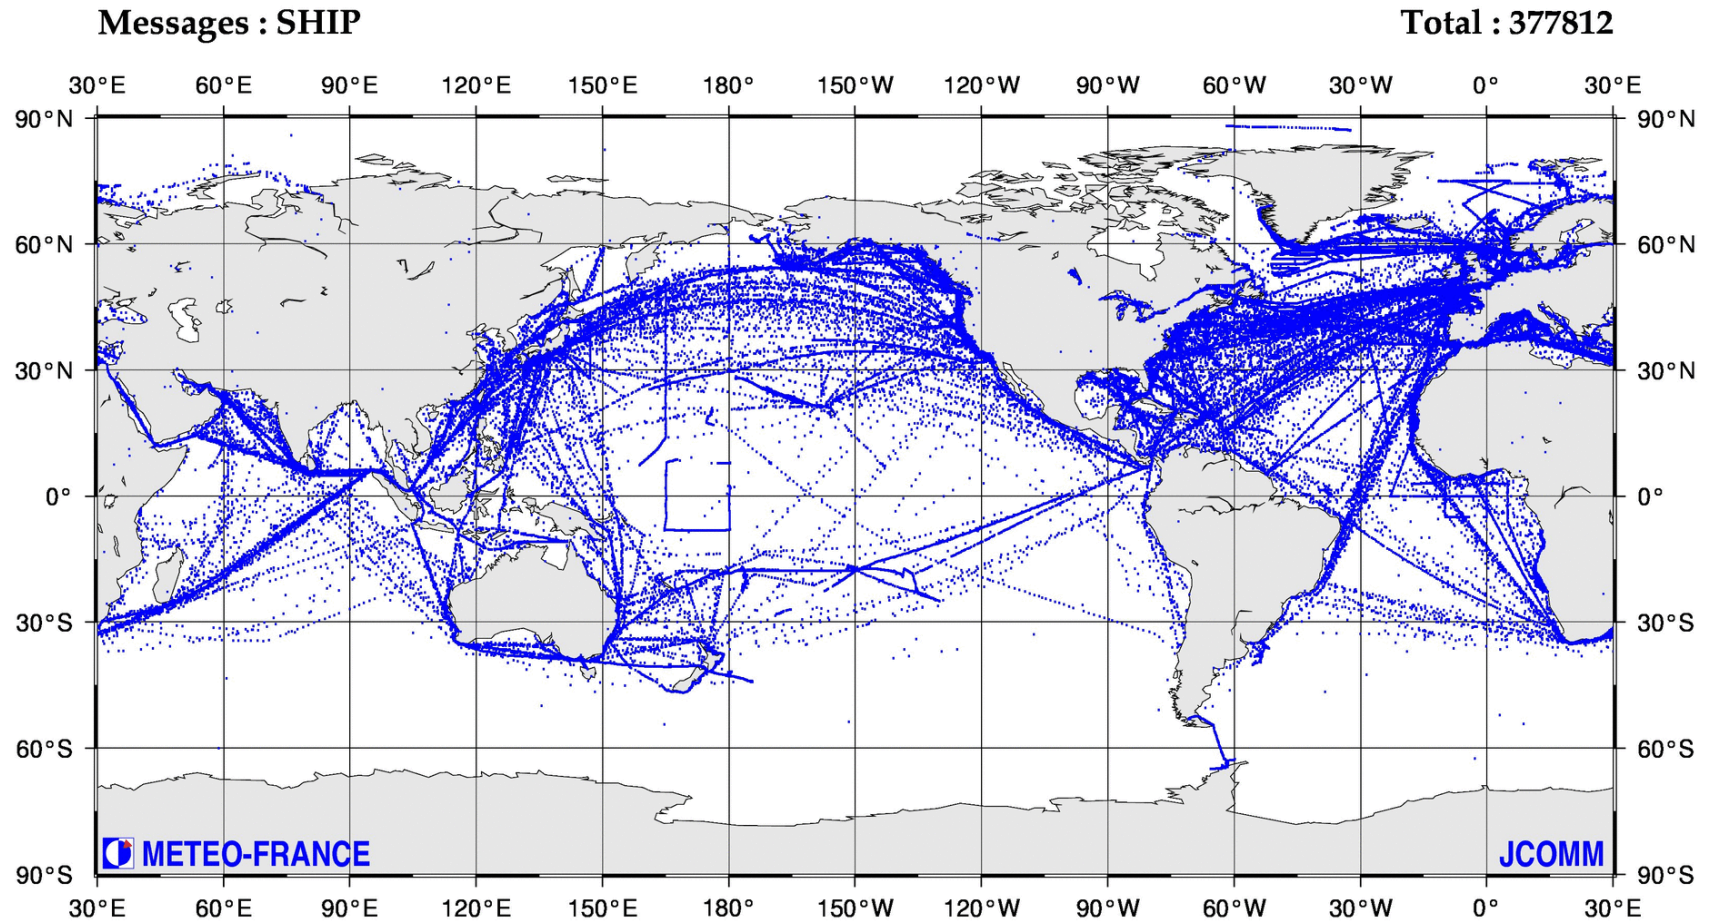 Messages : SHIP Total : 377812
30°E 60°E 90°E 120°E 150°E 180° 150°W 120°W 90°W 60°W 30°W 0° 30°E
90°N 90°N
60°N 60°N
30°N 30°N
0° 0°
30°S 30°S
60°S 60°S
METEO-FRANCE JCOMM
90°S 90°S
30°E 60°E 90°E 120°E 150°E 180° 150°W 120°W 90°W 60°W 30°W 0° 30°E